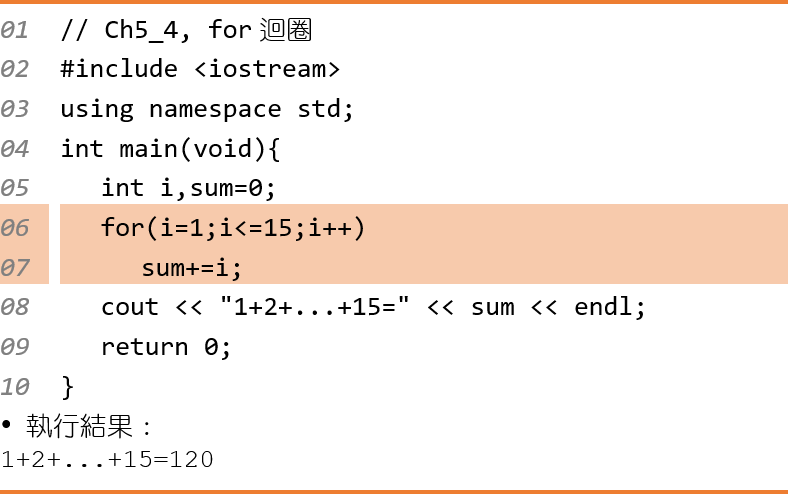 01 // Ch5_4, for 迴圈
02 #include <iostream>
03 using namespace std;
04 int main(void){
05 int i,sum=0;
06 for(i=1;i<=15;i++)
07 sum+=i;
08 cout << "1+2+...+15=" << sum << endl;
09 return 0;
10 }
• 執行結果：
1+2+...+15=120